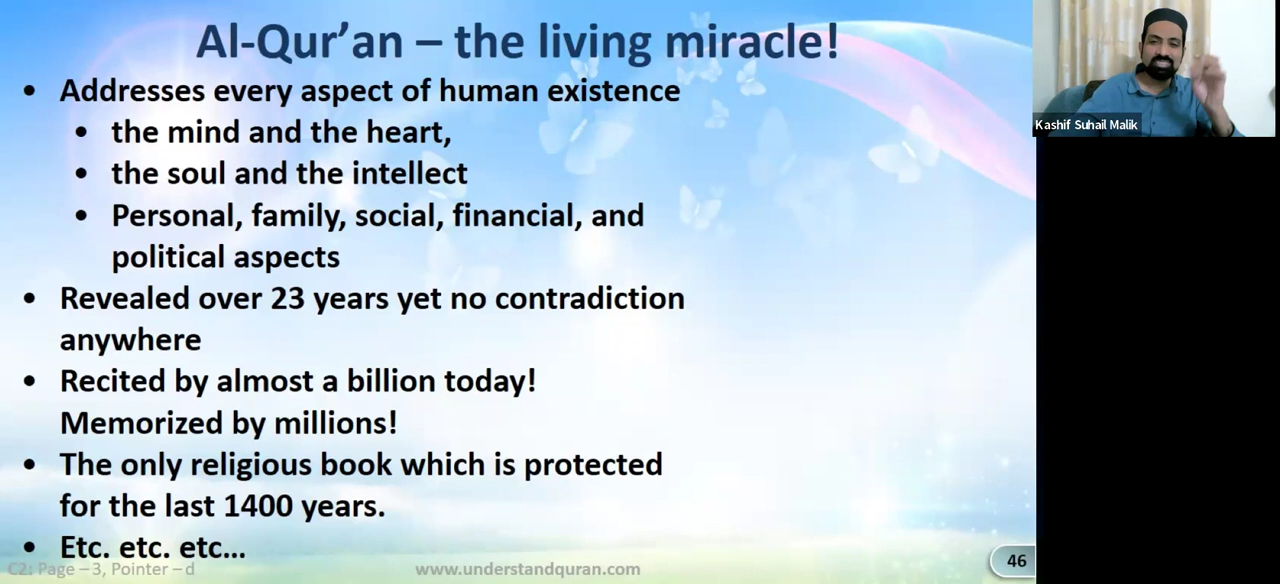 Al-Qur'an – the living miracle!
• Addresses every aspect of human existence
• the mind and the heart,
• the soul and the intellect
• Personal, family, social, financial, and
political aspects
• Revealed over 23 years yet no contradiction
anywhere
• Recited by almost a billion today!
Memorized by millions!
• The only religious book which is protected
for the last 1400 years.
• Etc. etc. etc...
C2: Page – 3, Pointer – d
www.understandquran.com
46
Kashif Suhail Malik